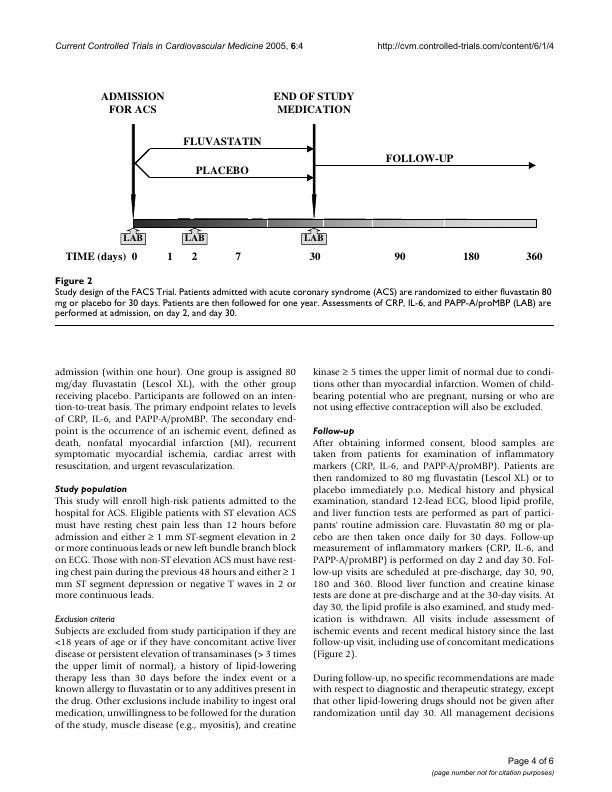 Current Controlled Trials in Cardiovascular Medicine 2005, 6:4
http://cvm.controlled-trials.com/content/6/1/4
ADMISSION
FOR ACS
END OF STUDY
MEDICATION
FLUVASTATIN
PLACEBO
FOLLOW-UP
LAB
LAB
LAB
TIME (days) 0 1 2 7 30 90 180 360
Figure 2
Study design of the FACS Trial. Patients admitted with acute coronary syndrome (ACS) are randomized to either fluvastatin 80
mg or placebo for 30 days. Patients are then followed for one year. Assessments of CRP, IL-6, and PAPP-A/proMBP (LAB) are
performed at admission, on day 2, and day 30.
admission (within one hour). One group is assigned 80
mg/day fluvastatin (Lescol XL), with the other group
receiving placebo. Participants are followed on an inten-
tion-to-treat basis. The primary endpoint relates to levels
of CRP, IL-6, and PAPP-A/proMBP. The secondary end-
point is the occurrence of an ischemic event, defined as
death, nonfatal myocardial infarction (MI), recurrent
symptomatic myocardial ischemia, cardiac arrest with
resuscitation, and urgent revascularization.
Study population
This study will enroll high-risk patients admitted to the
hospital for ACS. Eligible patients with ST elevation ACS
must have resting chest pain less than 12 hours before
admission and either ≥ 1 mm ST-segment elevation in 2
or more continuous leads or new left bundle branch block
on ECG. Those with non-ST elevation ACS must have rest-
ing chest pain during the previous 48 hours and either ≥ 1
mm ST segment depression or negative T waves in 2 or
more continuous leads.
Exclusion criteria
Subjects are excluded from study participation if they are
<18 years of age or if they have concomitant active liver
disease or persistent elevation of transaminases (> 3 times
the upper limit of normal), a history of lipid-lowering
therapy less than 30 days before the index event or a
known allergy to fluvastatin or to any additives present in
the drug. Other exclusions include inability to ingest oral
medication, unwillingness to be followed for the duration
of the study, muscle disease (e.g., myositis), and creatine
kinase ≥ 5 times the upper limit of normal due to condi-
tions other than myocardial infarction. Women of child-
bearing potential who are pregnant, nursing or who are
not using effective contraception will also be excluded.
Follow-up
After obtaining informed consent, blood samples are
taken from patients for examination of inflammatory
markers (CRP, IL-6, and PAPP-A/proMBP). Patients are
then randomized to 80 mg fluvastatin (Lescol XL) or to
placebo immediately p.o. Medical history and physical
examination, standard 12-lead ECG, blood lipid profile,
and liver function tests are performed as part of partici-
pants' routine admission care. Fluvastatin 80 mg or pla-
cebo are then taken once daily for 30 days. Follow-up
measurement of inflammatory markers (CRP, IL-6, and
PAPP-A/proMBP) is performed on day 2 and day 30. Fol-
low-up visits are scheduled at pre-discharge, day 30, 90,
180 and 360. Blood liver function and creatine kinase
tests are done at pre-discharge and at the 30-day visits. At
day 30, the lipid profile is also examined, and study med-
ication is withdrawn. All visits include assessment of
ischemic events and recent medical history since the last
follow-up visit, including use of concomitant medications
(Figure 2).
During follow-up, no specific recommendations are made
with respect to diagnostic and therapeutic strategy, except
that other lipid-lowering drugs should not be given after
randomization until day 30. All management decisions
Page 4 of 6
(page number not for citation purposes)